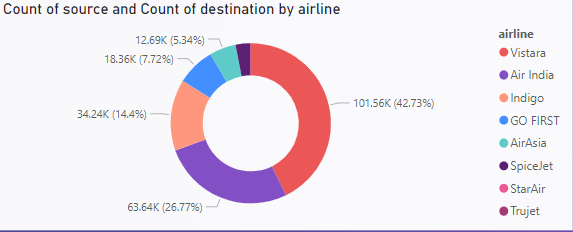 Count of source and Count of destination by airline
12.69K (5.34%)
18.36K (7.72%)
34.24K (14.4%)
63.64K (26.77%)
101.56K (42.73%)
airline
Vistara
Air India
Indigo
GO FIRST
AirAsia
SpiceJet
StarAir
Trujet